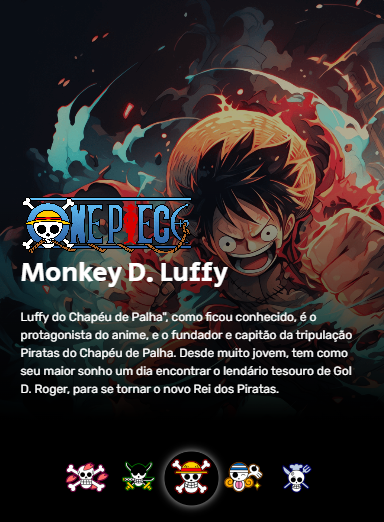 ONE PIECE
Monkey D. Luffy
Luffy do Chapéu de Palha", como ficou conhecido, é o
protagonista do anime, e o fundador e capitão da tripulação
Piratas do Chapéu de Palha. Desde muito jovem, tem como
seu maior sonho um dia encontrar o lendário tesouro de Gol
D. Roger, para se tornar o novo Rei dos Piratas.